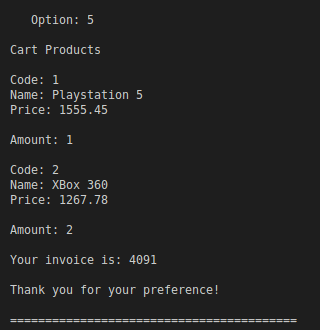 Option: 5
Cart Products
Code: 1
Name: Playstation 5
Price: 1555.45
Amount: 1
Code: 2
Name: XBox 360
Price: 1267.78
Amount: 2
Your invoice is: 4091
Thank you for your preference!
=========================================